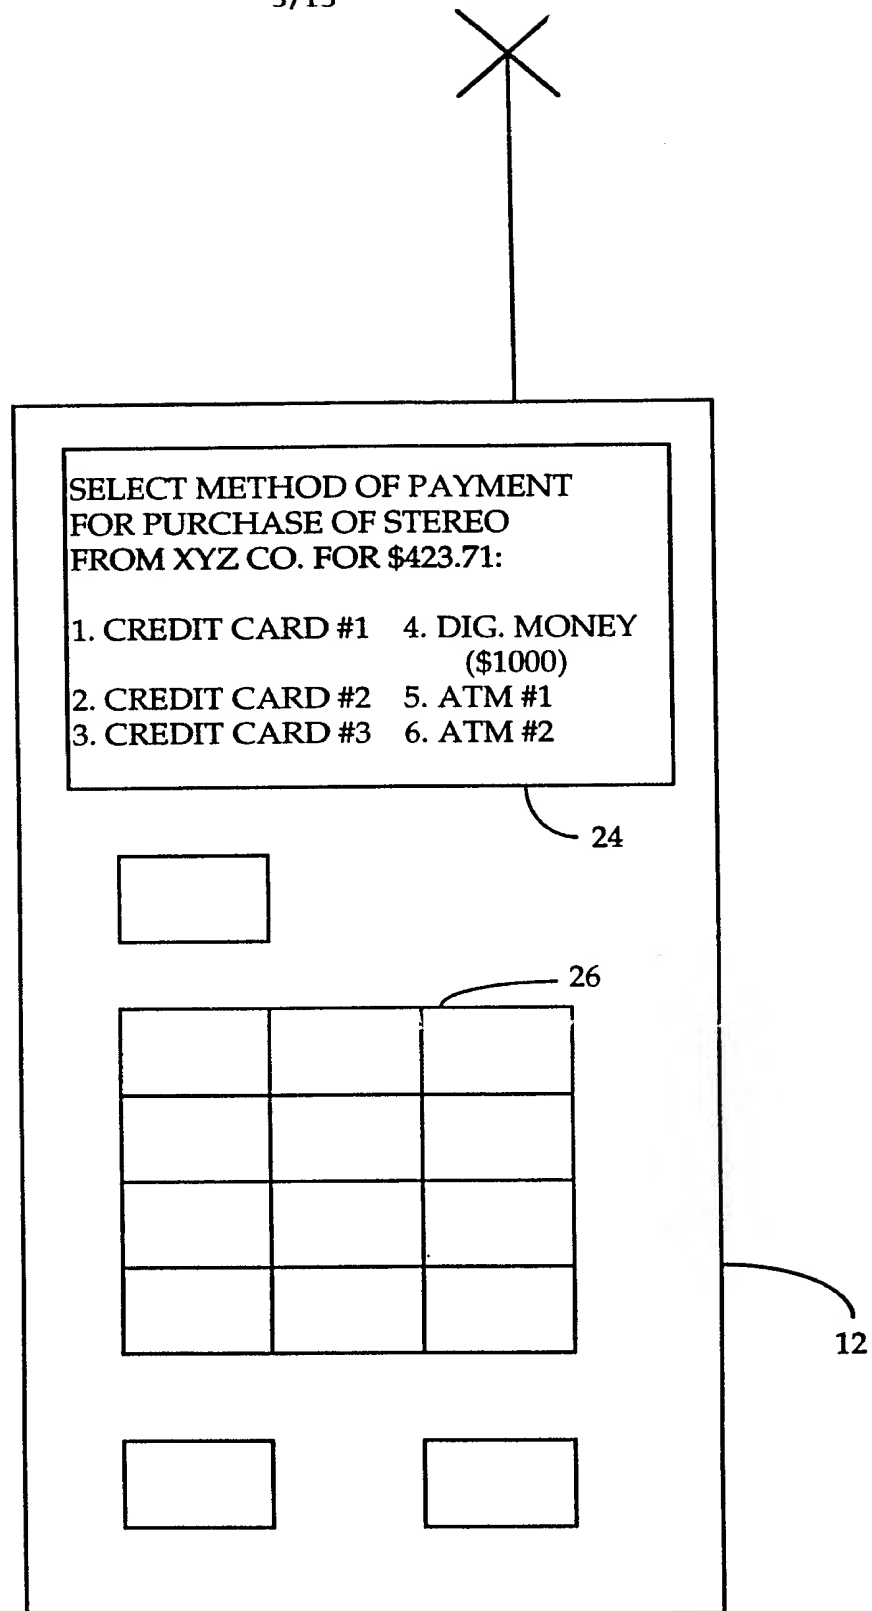 3/15
SELECT METHOD OF PAYMENT
FOR PURCHASE OF STEREO
FROM XYZ CO. FOR $423.71:
1. CREDIT CARD #1 4. DIG. MONEY
($1000)
2. CREDIT CARD #2 5. ATM #1
3. CREDIT CARD #3 6. ATM #2
24
26
12